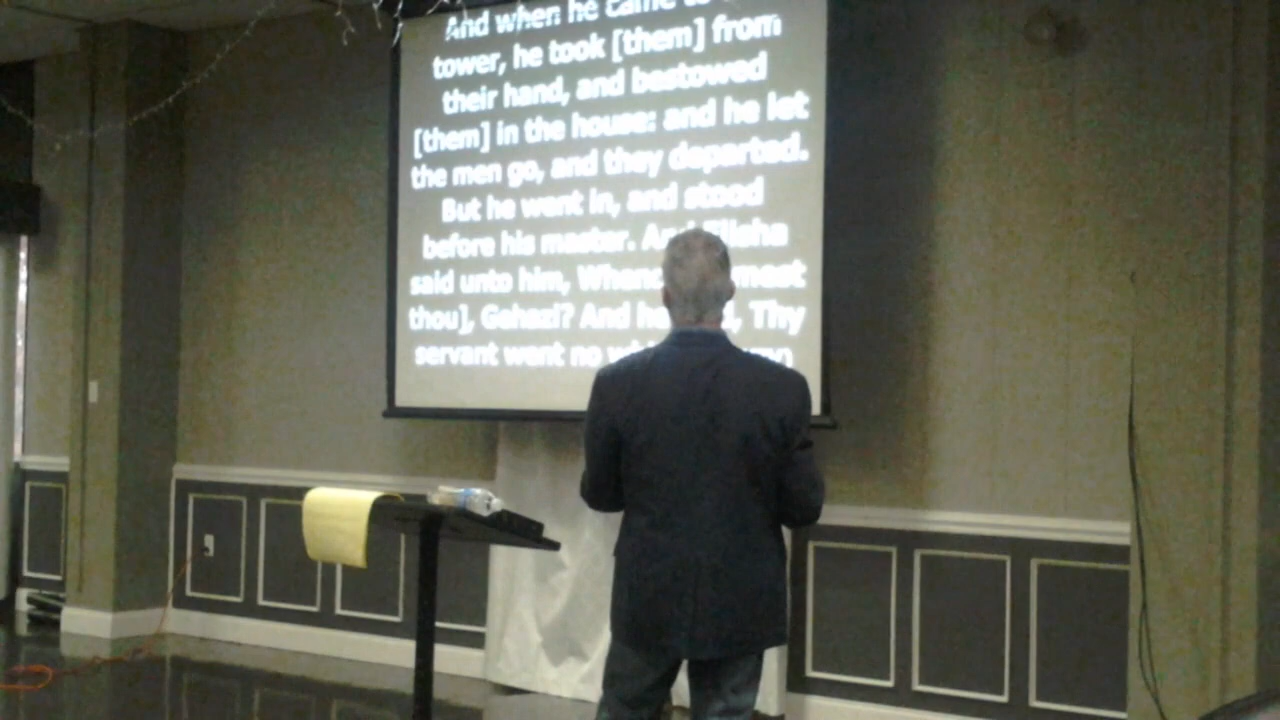 And when he came to
tower, he took [them] from
their hand, and bestowed
[them] in the house: and he let
the men go, and they departed.
But he went in, and stood
before his master. And Elisha
said unto him,
thou], Gehazi? And he Thy
servant went no